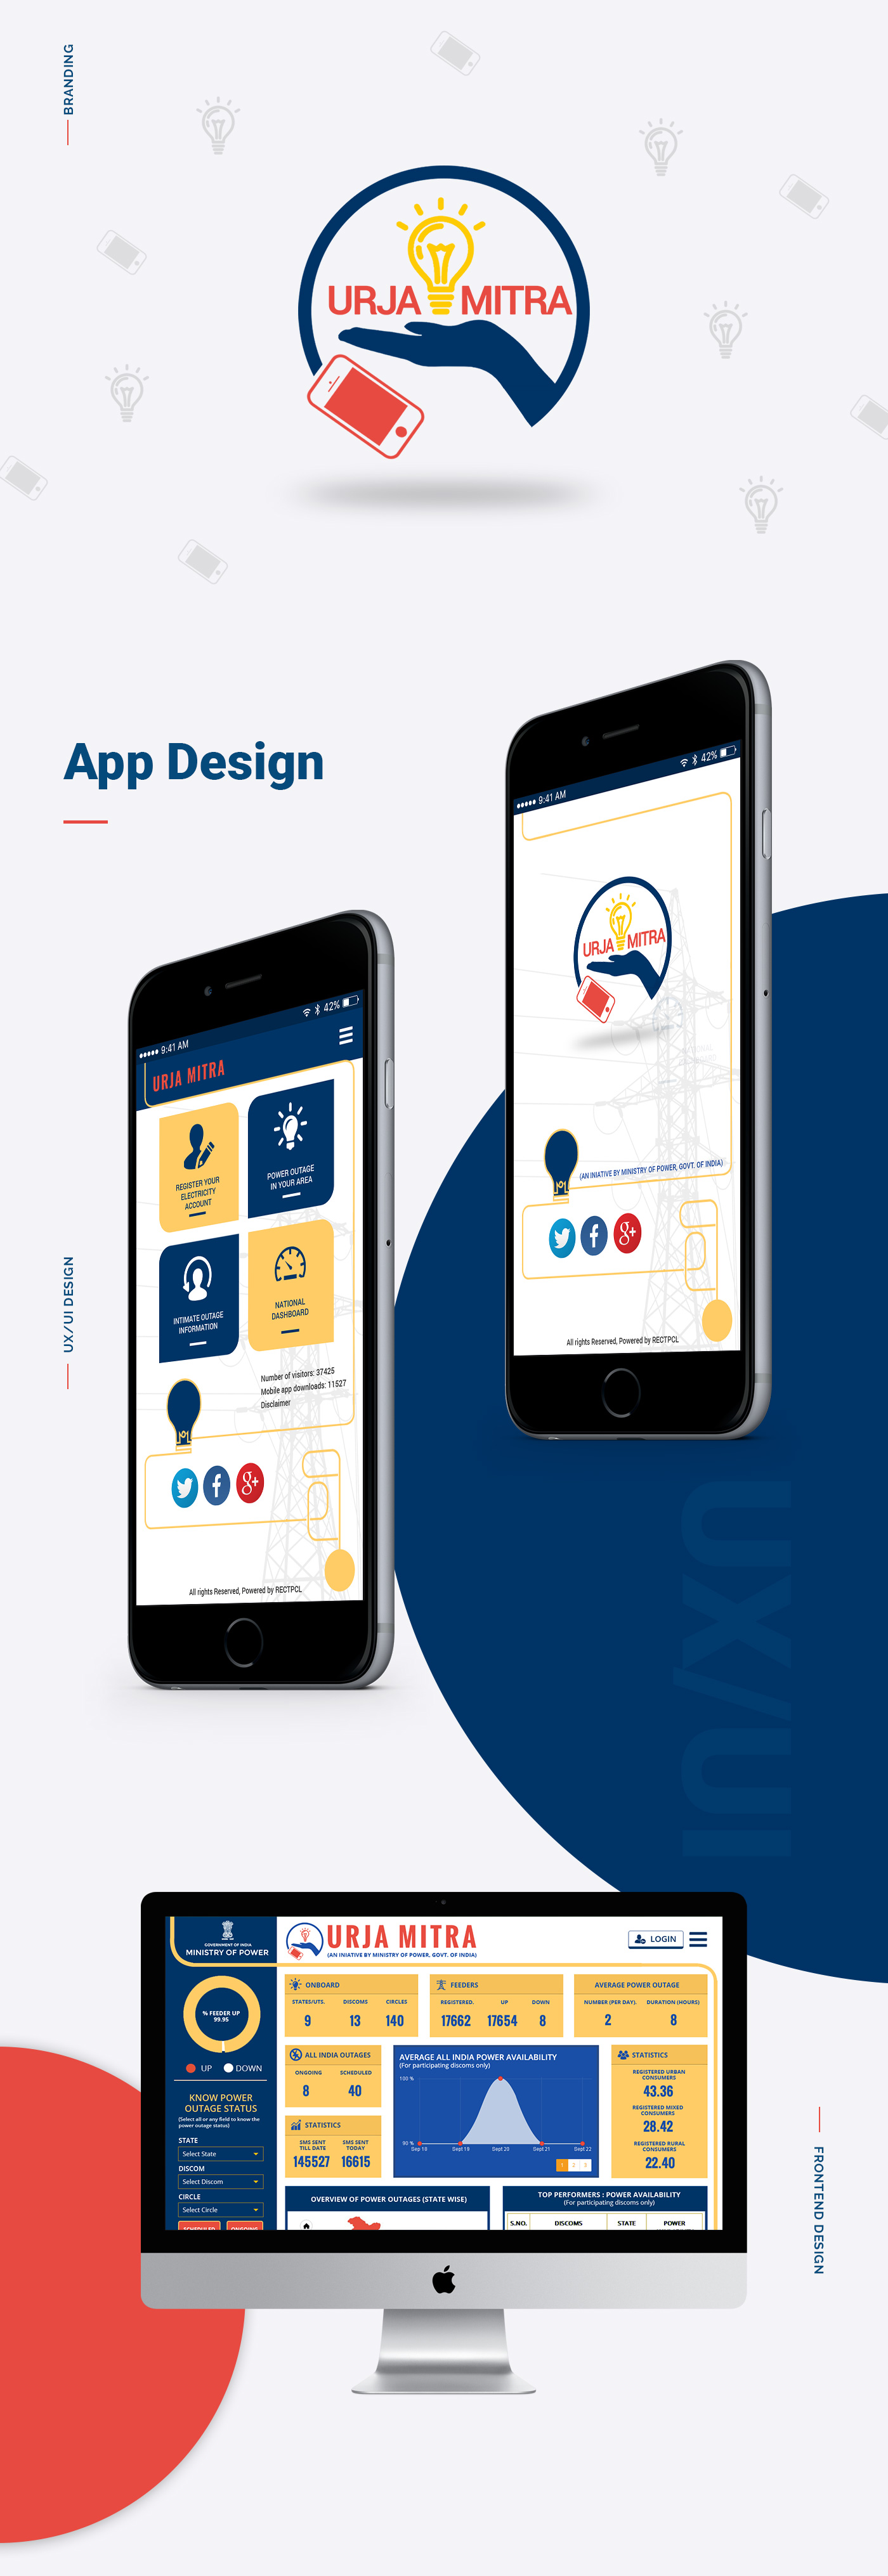 BRANDING
URJA MITRA
App Design
9:41 AM
42%
URJA MITRA
(AN INIATIVE BY MINISTRY OF POWER, GOVT. OF INDIA)
g+
All rights Reserved, Powered by RECTPCL
9:41 AM
42%
URJA MITRA
REGISTER YOUR
ELECTRICITY
ACCOUNT
POWER OUTAGE
IN YOUR AREA
INTIMATE OUTAGE
INFORMATION
NATIONAL
DASHBOARD
Number of visitors: 37425
Mobile app downloads: 11527
Disclaimer
g+
All rights Reserved, Powered by RECTPCL
UX/UI DESIGN
UX/UI
GOVERNMENT OF INDIA
MINISTRY OF POWER
URJA MITRA
(AN INIATIVE BY MINISTRY OF POWER, GOVT. OF INDIA)
LOGIN
% FEEDER UP
99.95
UP
DOWN
KNOW POWER
OUTAGE STATUS
(Select all or any field to know the
power outage status)
STATE
Select State
DISCOM
Select Discom
CIRCLE
Select Circle
SCHEDULED
ONGOING
ONBOARD
STATES/UTS. DISCOMS CIRCLES
9 13 140
FEEDERS
REGISTERED. UP DOWN
17662 17654 8
AVERAGE POWER OUTAGE
NUMBER (PER DAY). DURATION (HOURS)
2 8
ALL INDIA OUTAGES
ONGOING SCHEDULED
8 40
STATISTICS
SMS SENT
TILL DATE
SMS SENT
TODAY
145527 16615
AVERAGE ALL INDIA POWER AVAILABILITY
(For participating discoms only)
100 %
90 %
Sep 18 Sept 19 Sept 20 Sept 21 Sept 22
1 2 3
STATISTICS
REGISTERED URBAN
CONSUMERS
43.36
REGISTERED MIXED
CONSUMERS
28.42
REGISTERED RURAL
CONSUMERS
22.40
OVERVIEW OF POWER OUTAGES (STATE WISE)
TOP PERFORMERS : POWER AVAILABILITY
(For participating discoms only)
S.NO. DISCOMS STATE POWER
FRONTEND DESIGN